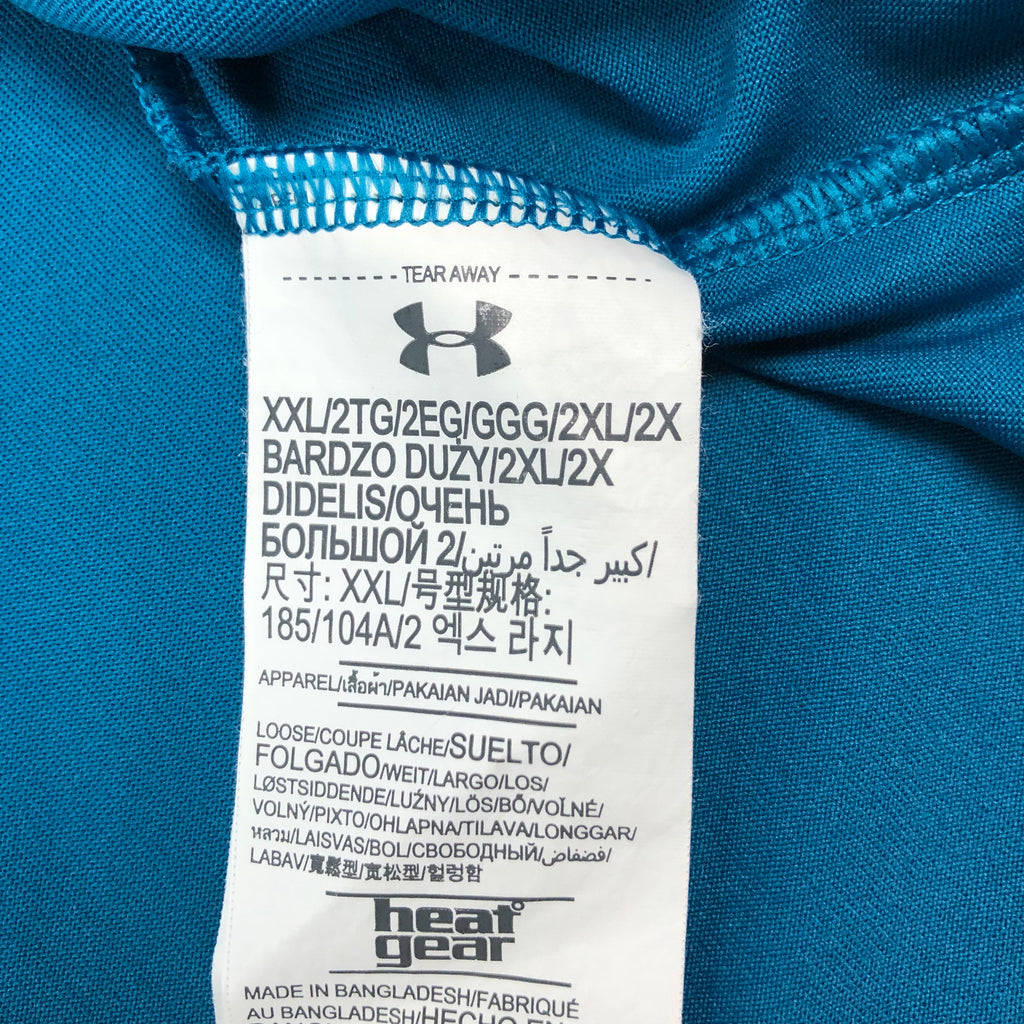 TEAR AWAY
XXL/2TG/2EG/GGG/2XL/2X
BARDZO DUŻY/2XL/2X
DIDELIS/ОЧЕНЬ
БОЛЬШОЙ 2/كبير جداً مرتين/
尺寸: XXL/号型规格:
185/104A/2 엑스 라지
APPAREL/เสื้อผ้า/PAKAIAN JADI/PAKAIAN
LOOSE/COUPE LÂCHE/SUELTO/
FOLGADO/WEIT/LARGO/LOS/
LØSTSIDDENDE/LUŹNY/LÖS/BŐ/VOĽNÉ/
VOLNÝ/PIXTO/OHLAPNA/TILAVA/LONGGAR/
หลวม/LAISVAS/BOL/СВОБОДНЫЙ/فضفاض/
LABAV/寬鬆型/宽松型/헐렁함
heat
gear
MADE IN BANGLADESH/FABRIQUÉ
AU BANGLADESH/HECHO EN